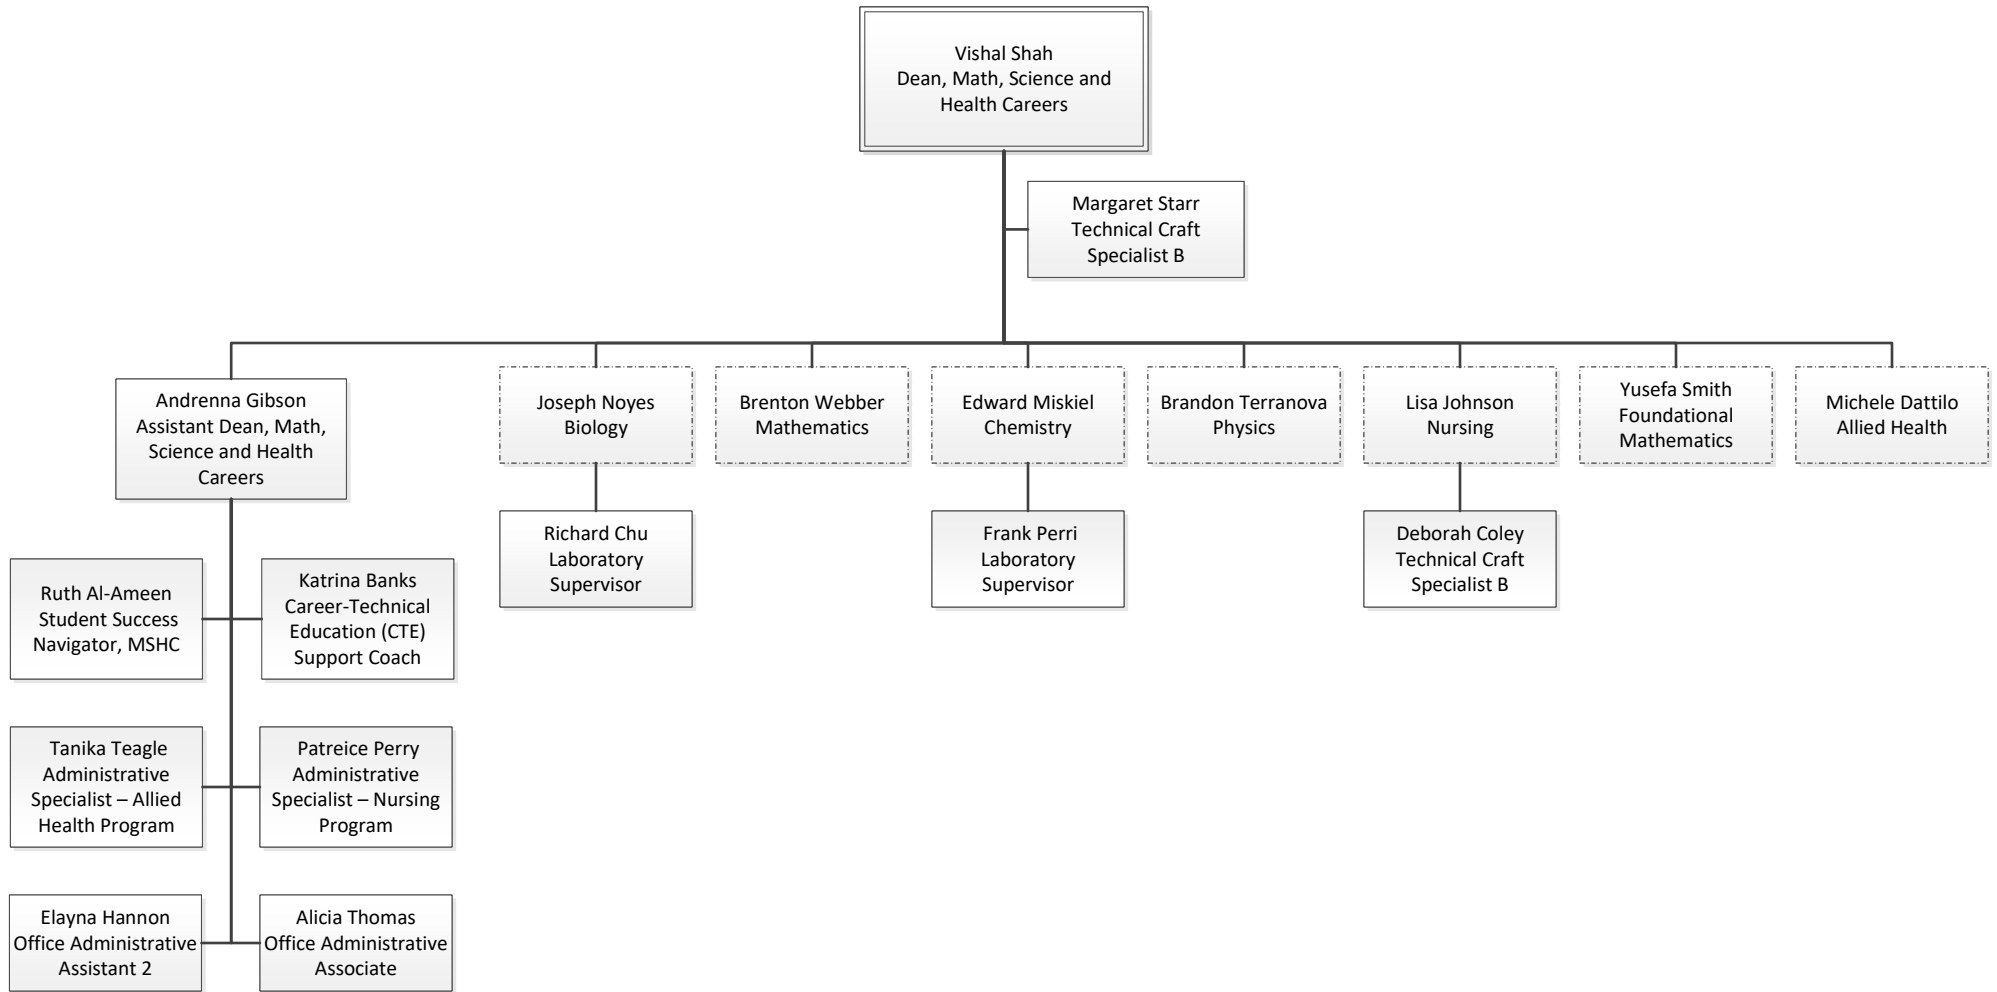 Vishal Shah
Dean, Math, Science and
Health Careers
Margaret Starr
Technical Craft
Specialist B
Andrenna Gibson
Assistant Dean, Math,
Science and Health
Careers
Joseph Noyes
Biology
Brenton Webber
Mathematics
Edward Miskiel
Chemistry
Brandon Terranova
Physics
Lisa Johnson
Nursing
Yusefa Smith
Foundational
Mathematics
Michele Dattilo
Allied Health
Richard Chu
Laboratory
Supervisor
Frank Perri
Laboratory
Supervisor
Deborah Coley
Technical Craft
Specialist B
Ruth Al-Ameen
Student Success
Navigator, MSHC
Katrina Banks
Career-Technical
Education (CTE)
Support Coach
Tanika Teagle
Administrative
Specialist – Allied
Health Program
Patreice Perry
Administrative
Specialist – Nursing
Program
Elayna Hannon
Office Administrative
Assistant 2
Alicia Thomas
Office Administrative
Associate